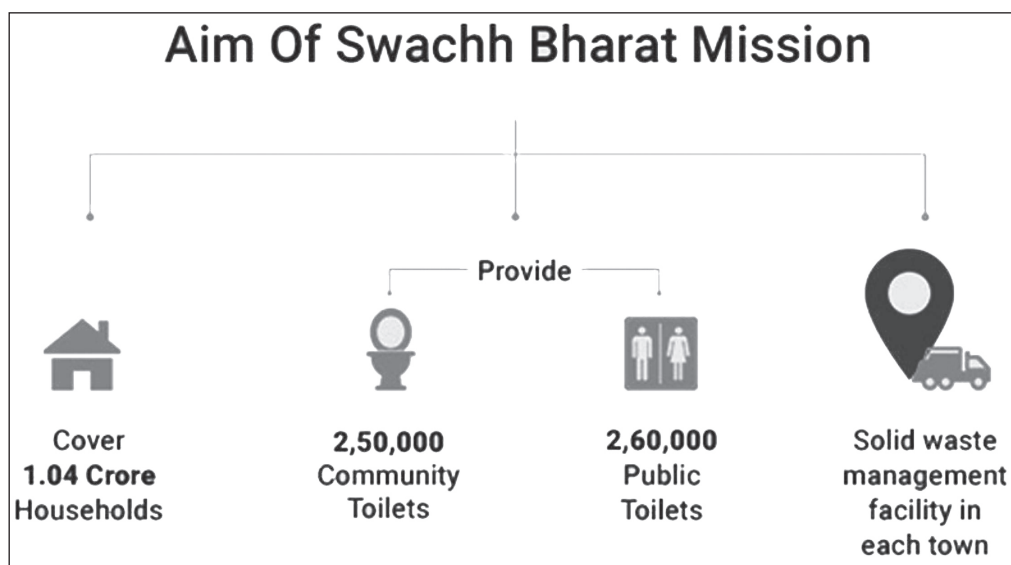 Aim Of Swachh Bharat Mission
Provide
Cover
1.04 Crore
Households
2,50,000
Community
Toilets
2,60,000
Public
Toilets
Solid waste
management
facility in
each town